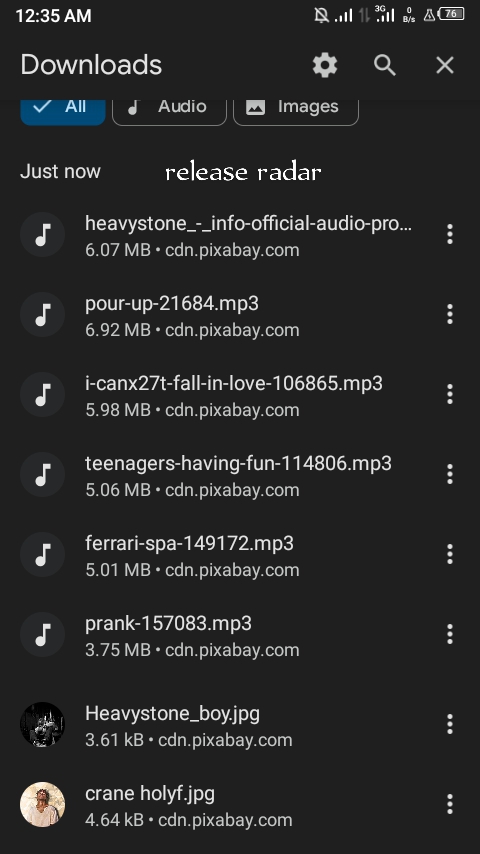 12:35 AM 3G 0 B/s 76
Downloads
All Audio Images
Just now release radar
heavystone_-_info-official-audio-pro...
6.07 MB • cdn.pixabay.com
pour-up-21684.mp3
6.92 MB • cdn.pixabay.com
i-canx27t-fall-in-love-106865.mp3
5.98 MB • cdn.pixabay.com
teenagers-having-fun-114806.mp3
5.06 MB • cdn.pixabay.com
ferrari-spa-149172.mp3
5.01 MB • cdn.pixabay.com
prank-157083.mp3
3.75 MB • cdn.pixabay.com
Heavystone_boy.jpg
3.61 kB • cdn.pixabay.com
crane holyf.jpg
4.64 kB • cdn.pixabay.com